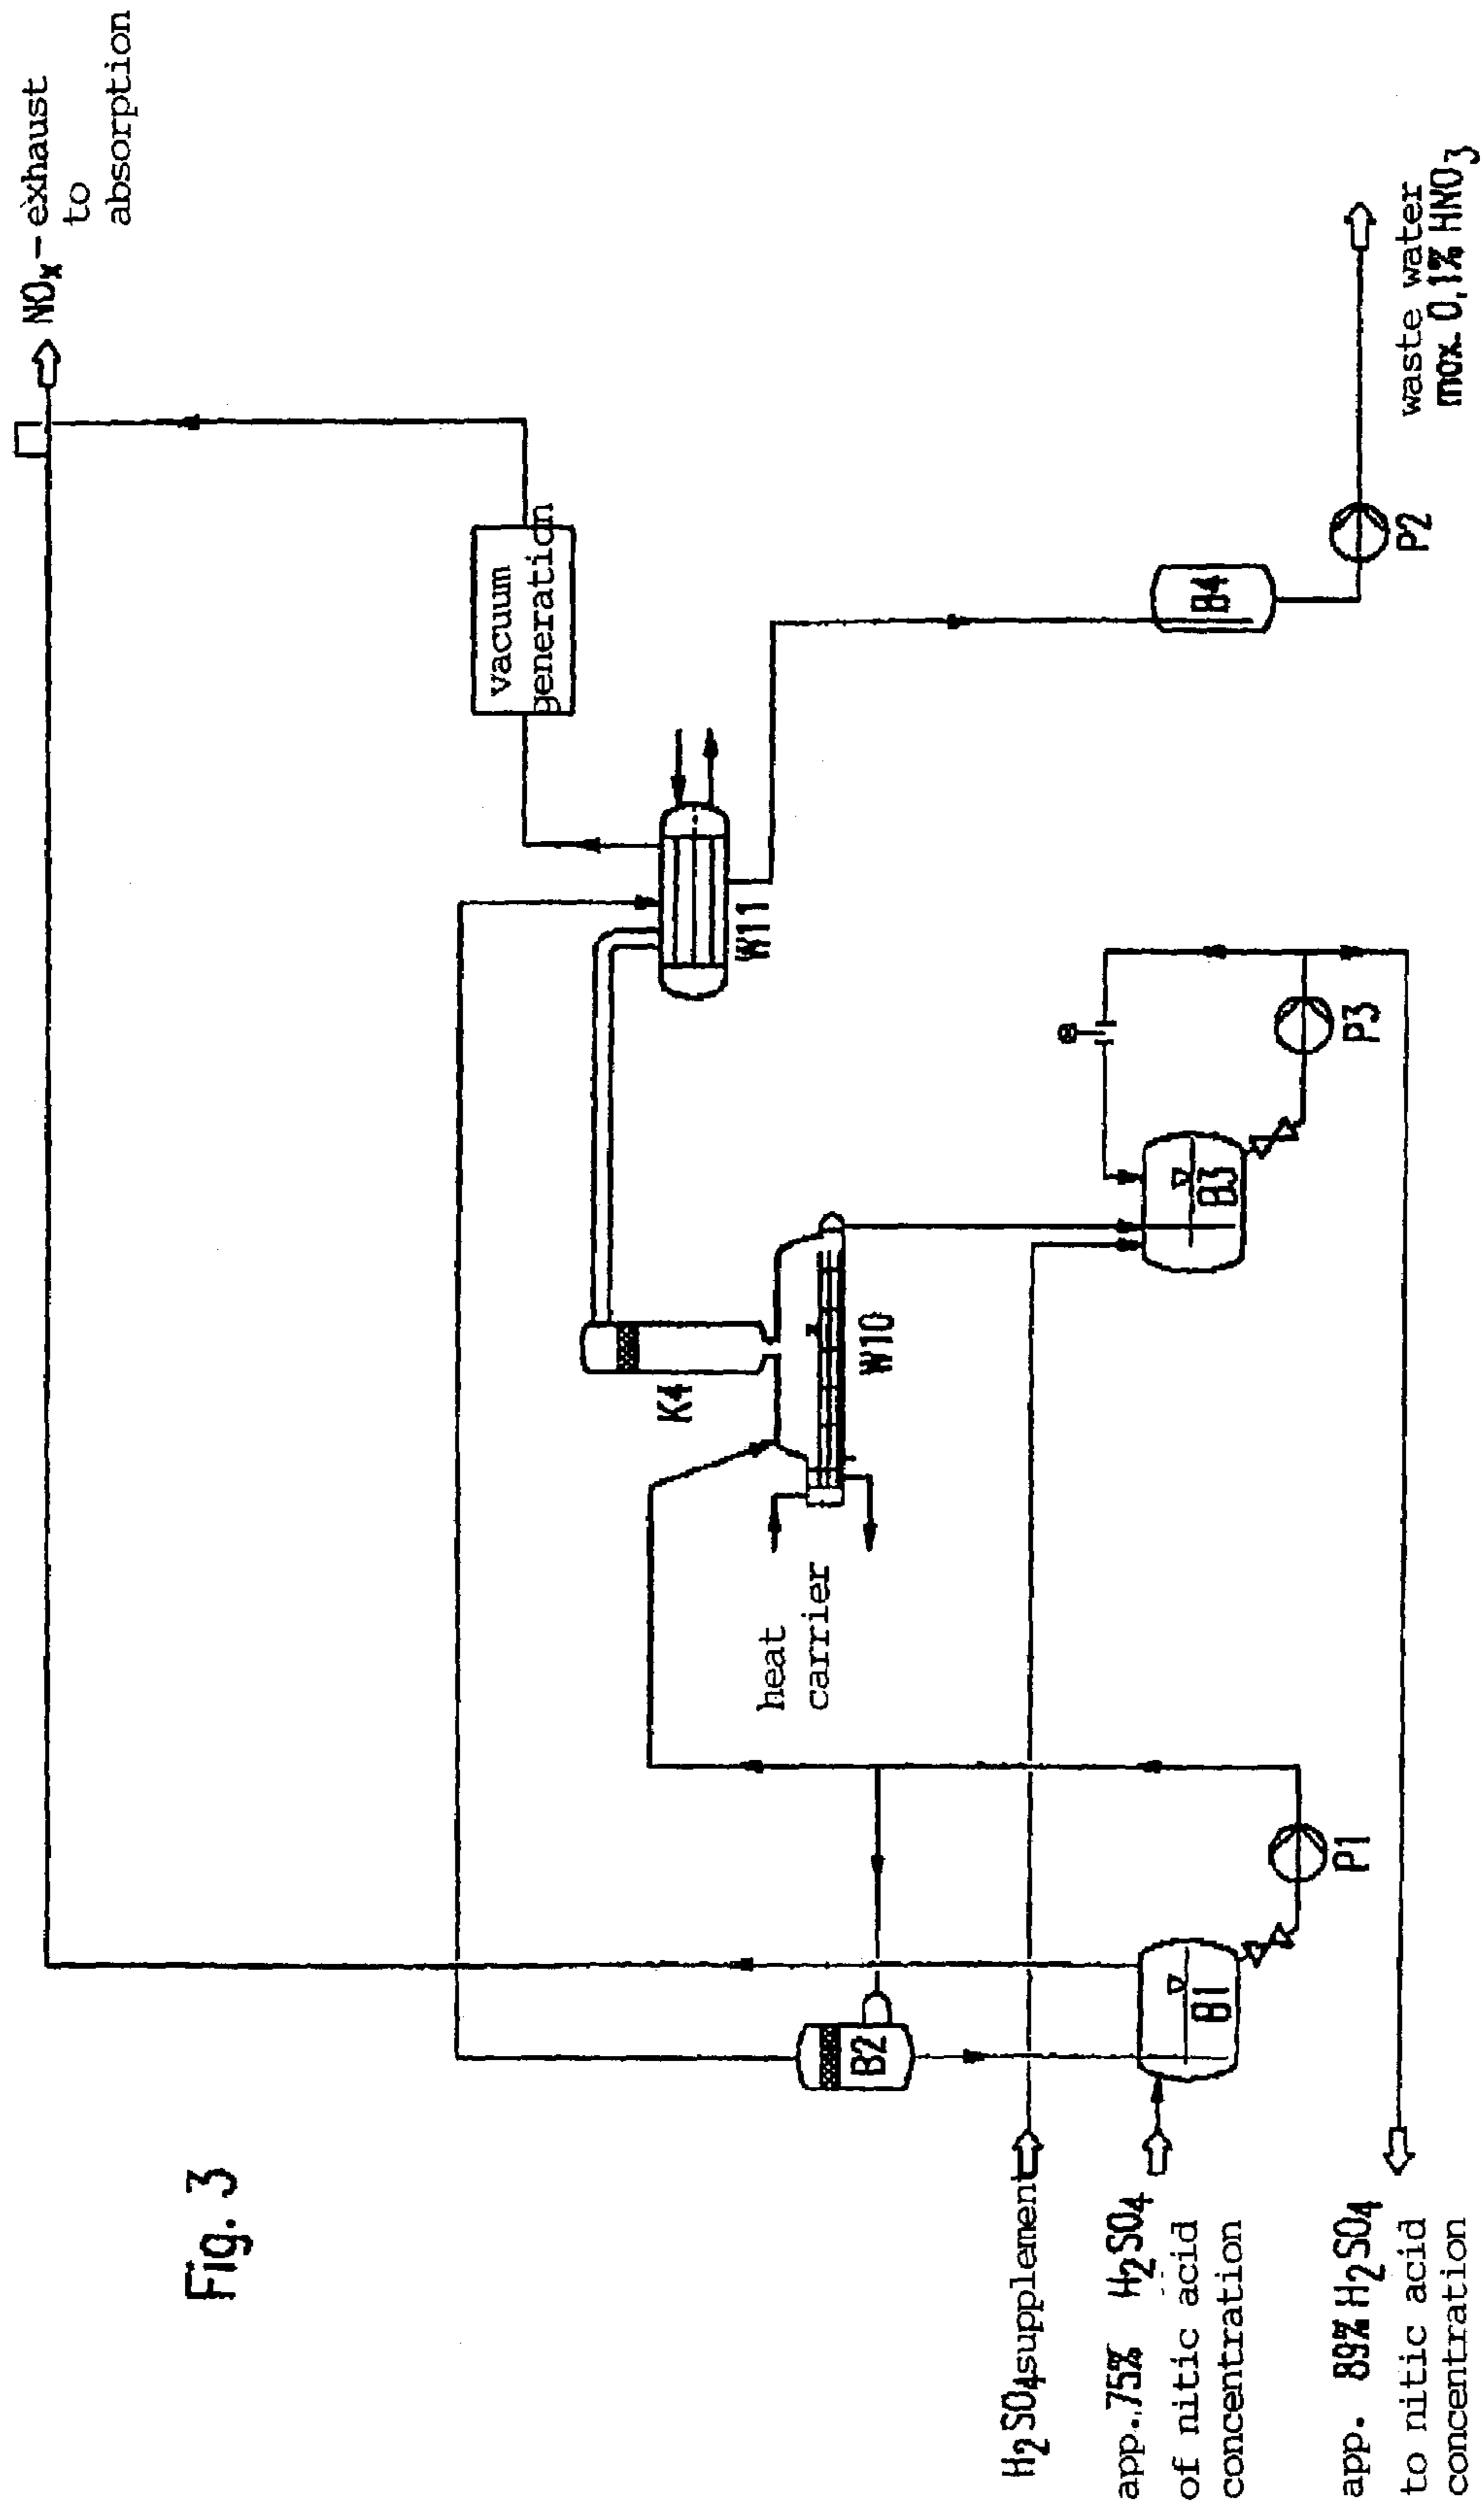 Fig. 3
NOx-exhaust
to
absorption
vacuum
generation
W11
K4
W10
heat
carrier
B2
B4
P2
waste water
max. 0,1% HNO3
B3
P3
B1
P1
H2SO4 supplement
app. 75% H2SO4
of nitic acid
concentration
app. 89% H2SO4
to nitic acid
concentration